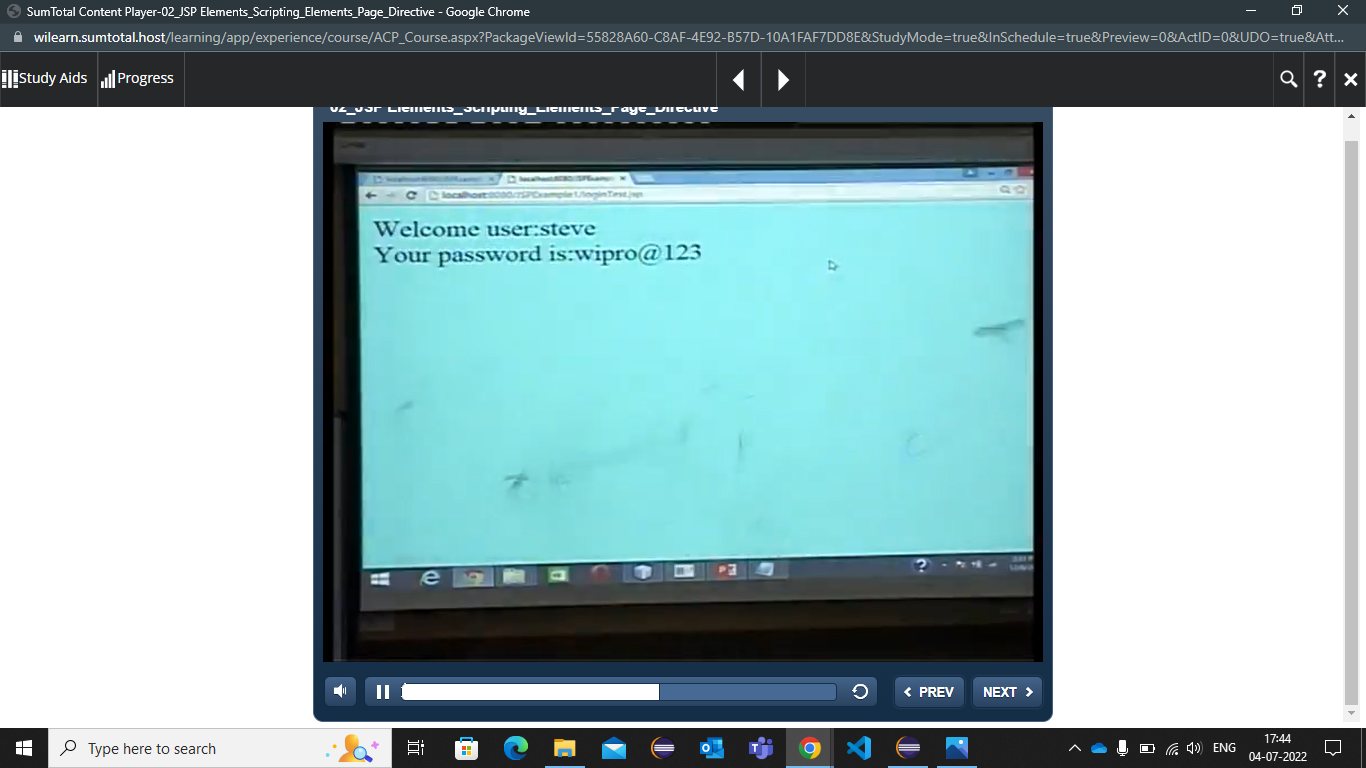 SumTotal Content Player-02_JSP Elements_Scripting_Elements_Page_Directive - Google Chrome
wilearn.sumtotal.host/learning/app/experience/course/ACP_Course.aspx?PackageViewId=55828A60-C8AF-4E92-B57D-10A1FAF7DD8E&StudyMode=true&InSchedule=true&Preview=0&ActID=0&UDO=true&Att...
Study Aids Progress
02_JSP Elements_Scripting_Elements_Page_Directive
localhost:8080/JSPExample1/loginTest.jsp
Welcome user:steve
Your password is:wipro@123
PREV NEXT
Type here to search
ENG
17:44
04-07-2022